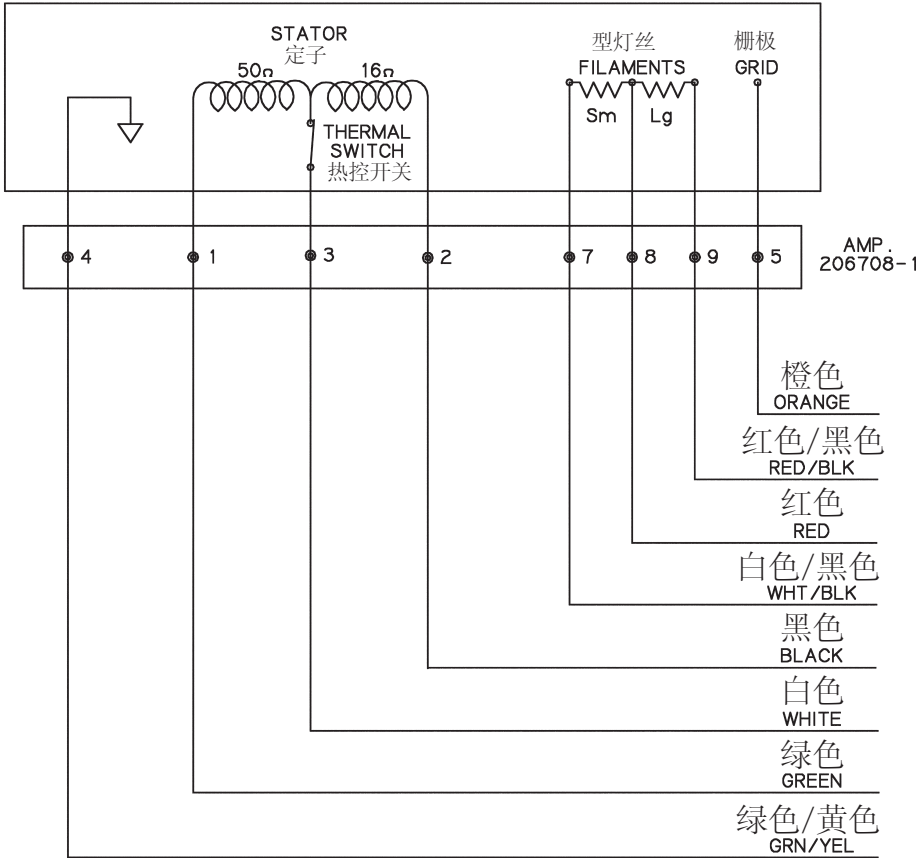 STATOR
定子
50Ω 16Ω
THERMAL
SWITCH
热控开关
型灯丝
FILAMENTS
Sm Lg
栅极
GRID
4 1 3 2 7 8 9 5
AMP.
206708-1
橙色
ORANGE
红色/黑色
RED/BLK
红色
RED
白色/黑色
WHT/BLK
黑色
BLACK
白色
WHITE
绿色
GREEN
绿色/黄色
GRN/YEL